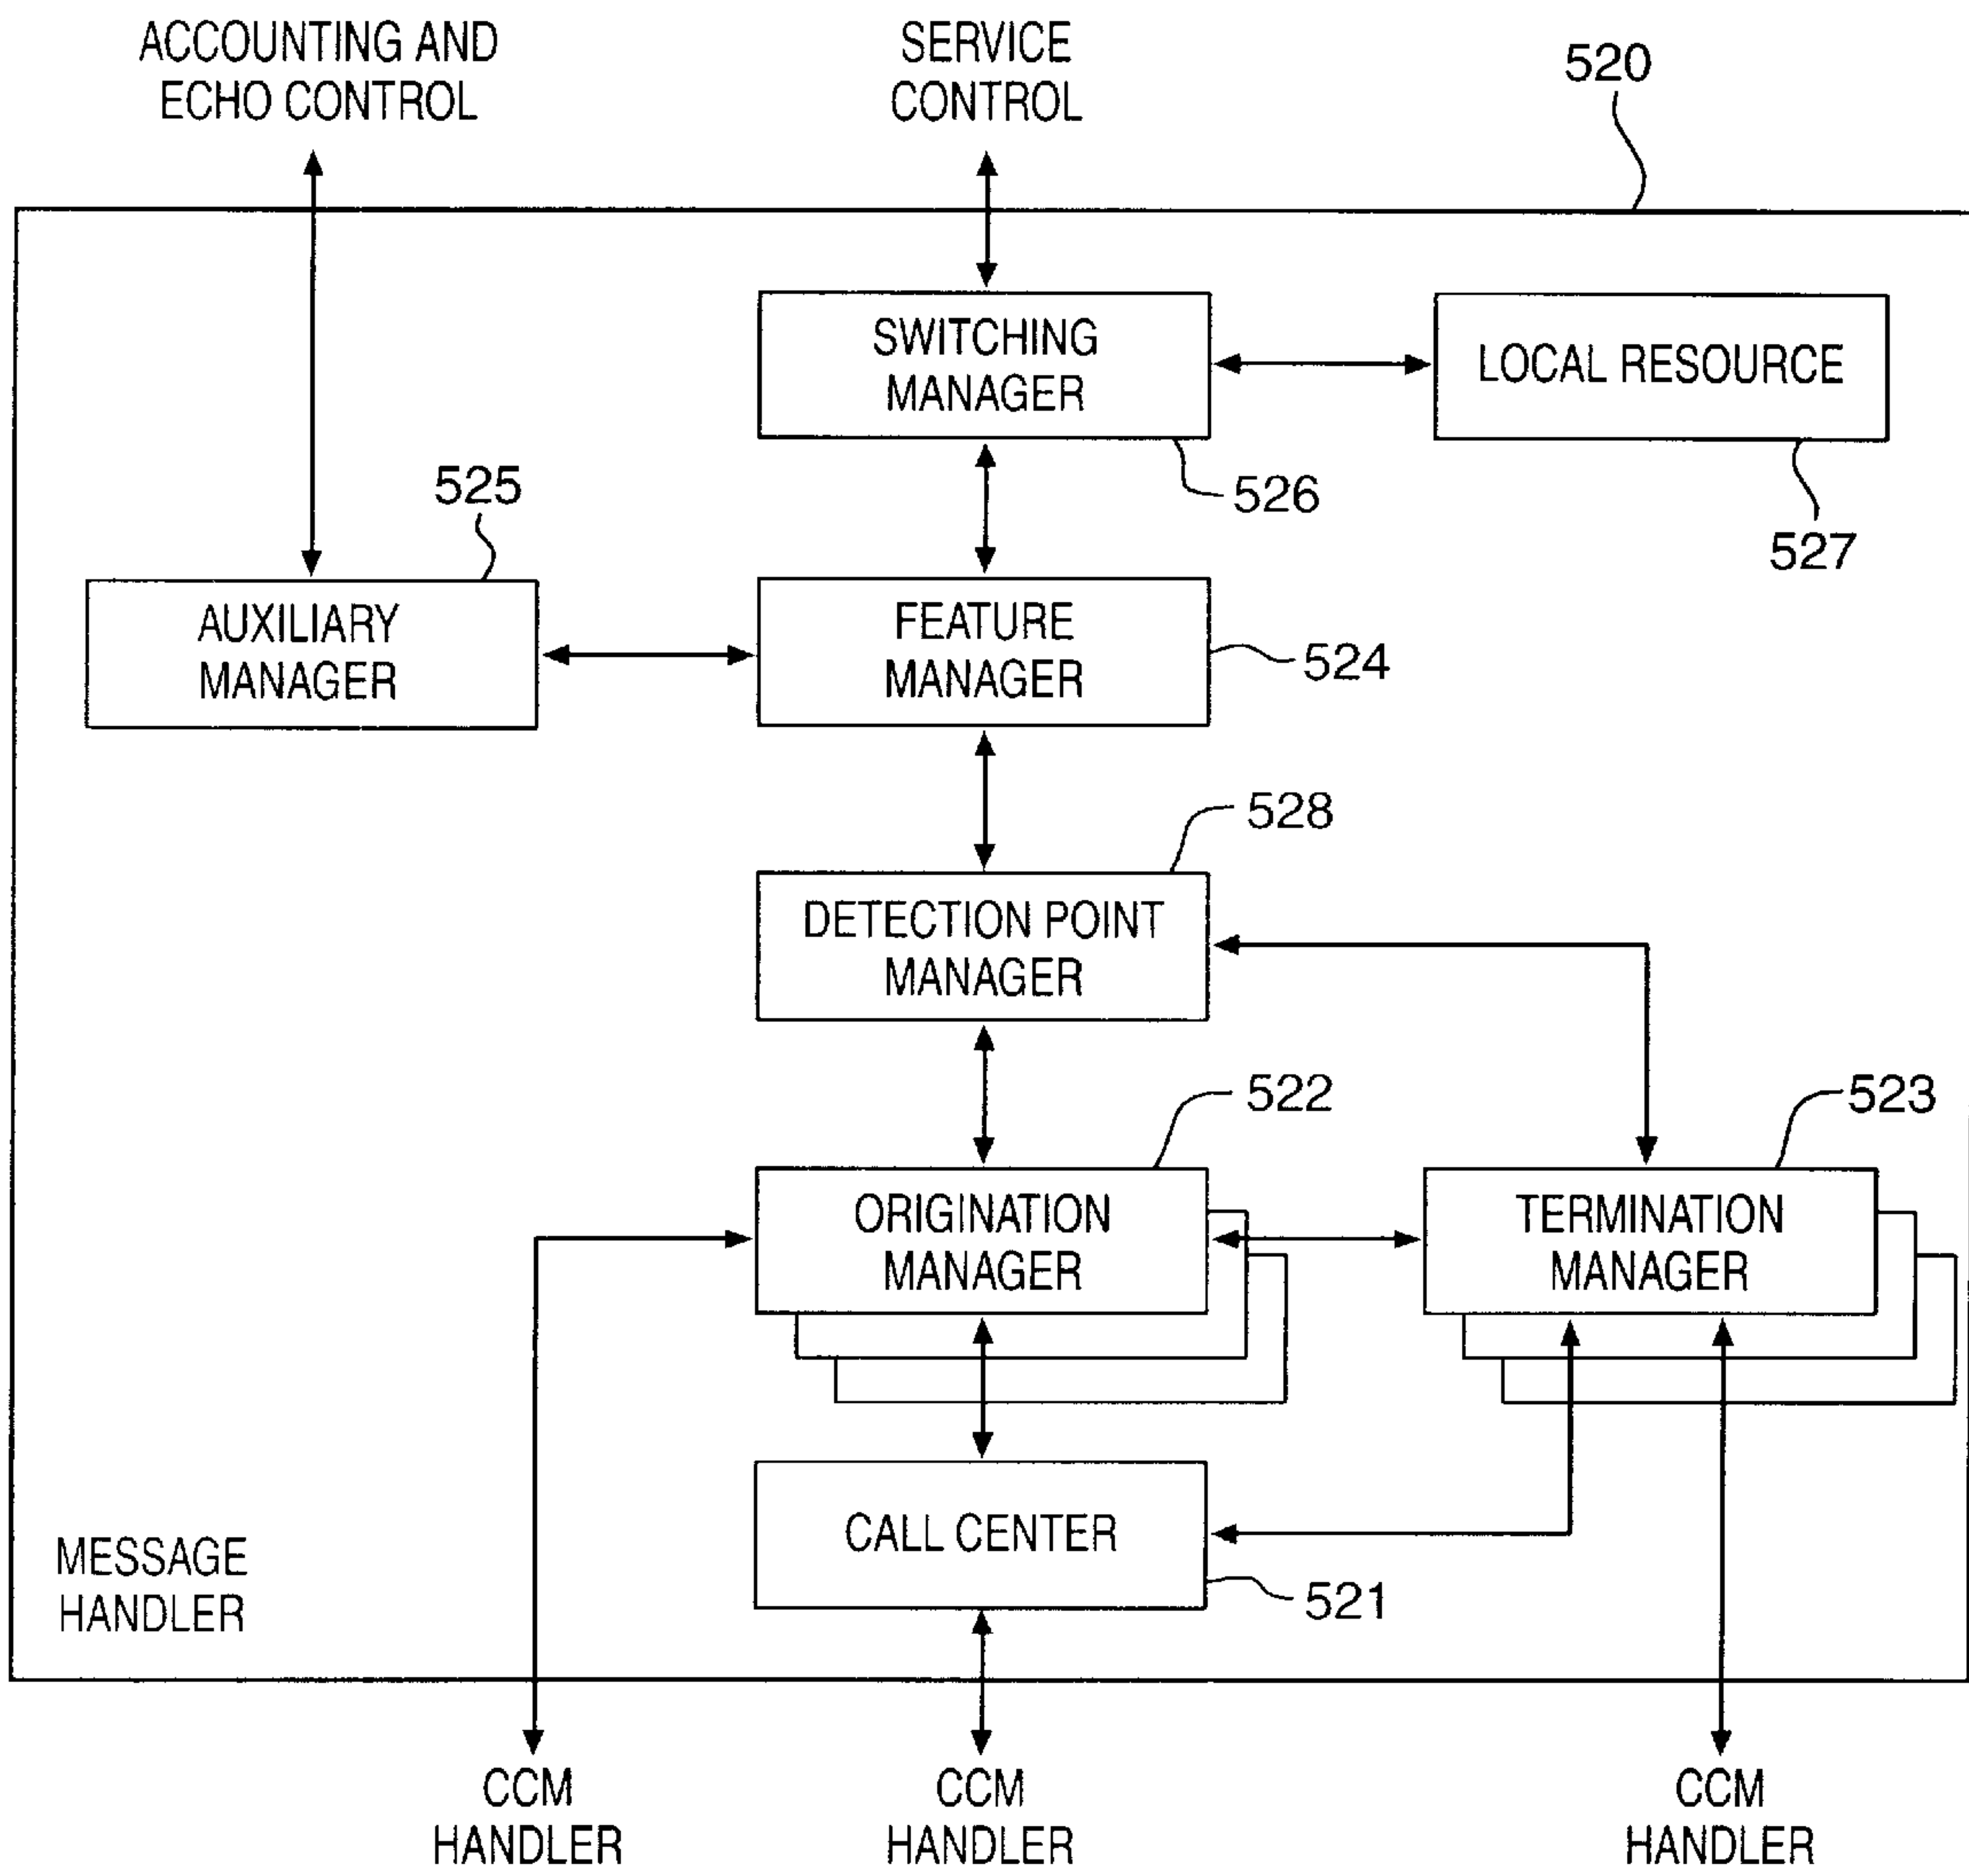 ACCOUNTING AND
ECHO CONTROL
SERVICE
CONTROL
520
SWITCHING
MANAGER
LOCAL RESOURCE
526
527
525
AUXILIARY
MANAGER
FEATURE
MANAGER
524
528
DETECTION POINT
MANAGER
522
523
ORIGINATION
MANAGER
TERMINATION
MANAGER
CALL CENTER
521
MESSAGE
HANDLER
CCM
HANDLER
CCM
HANDLER
CCM
HANDLER